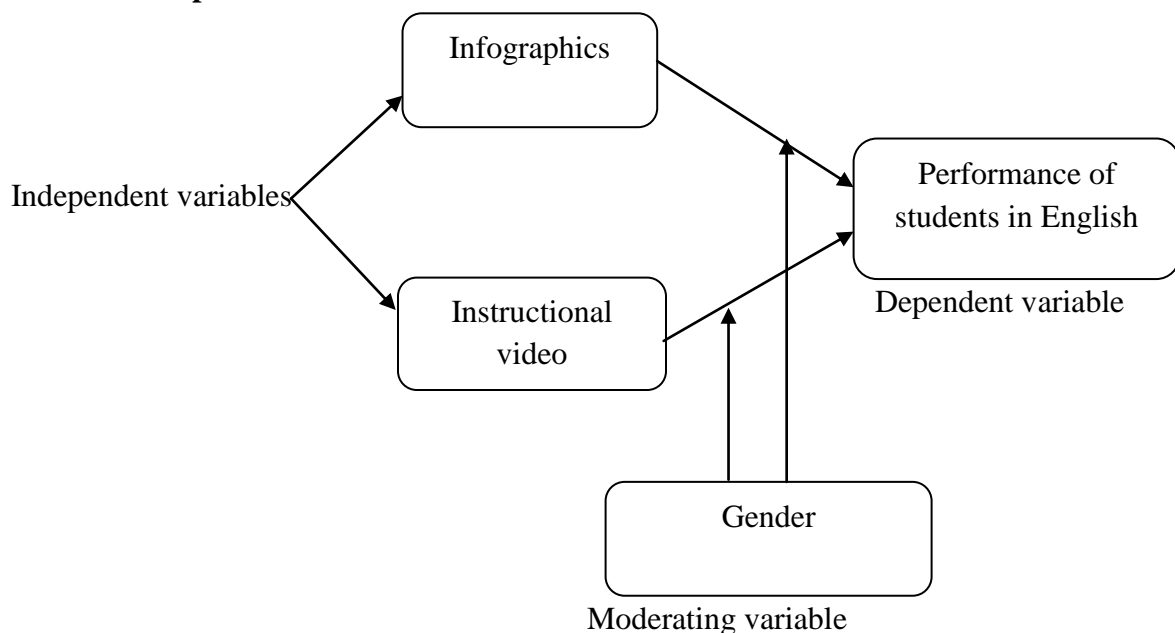 Infographics
Independent variables
Performance of
students in English
Dependent variable
Instructional
video
Gender
Moderating variable